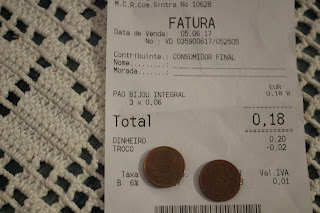 M.C.R.Com.Sintra No 10628
FATURA
Data de Venda: 05.06.17
No : VD 035900617/052505
Contribuinte.: CONSUMIDOR FINAL
Nome.........:
Morada.......:
EUR
PAO BIJOU INTEGRAL 0,18 B
3 x 0,06
Total 0,18
DINHEIRO 0,20
TROCO -0,02
Taxa Val.IVA
B 6% 0,01